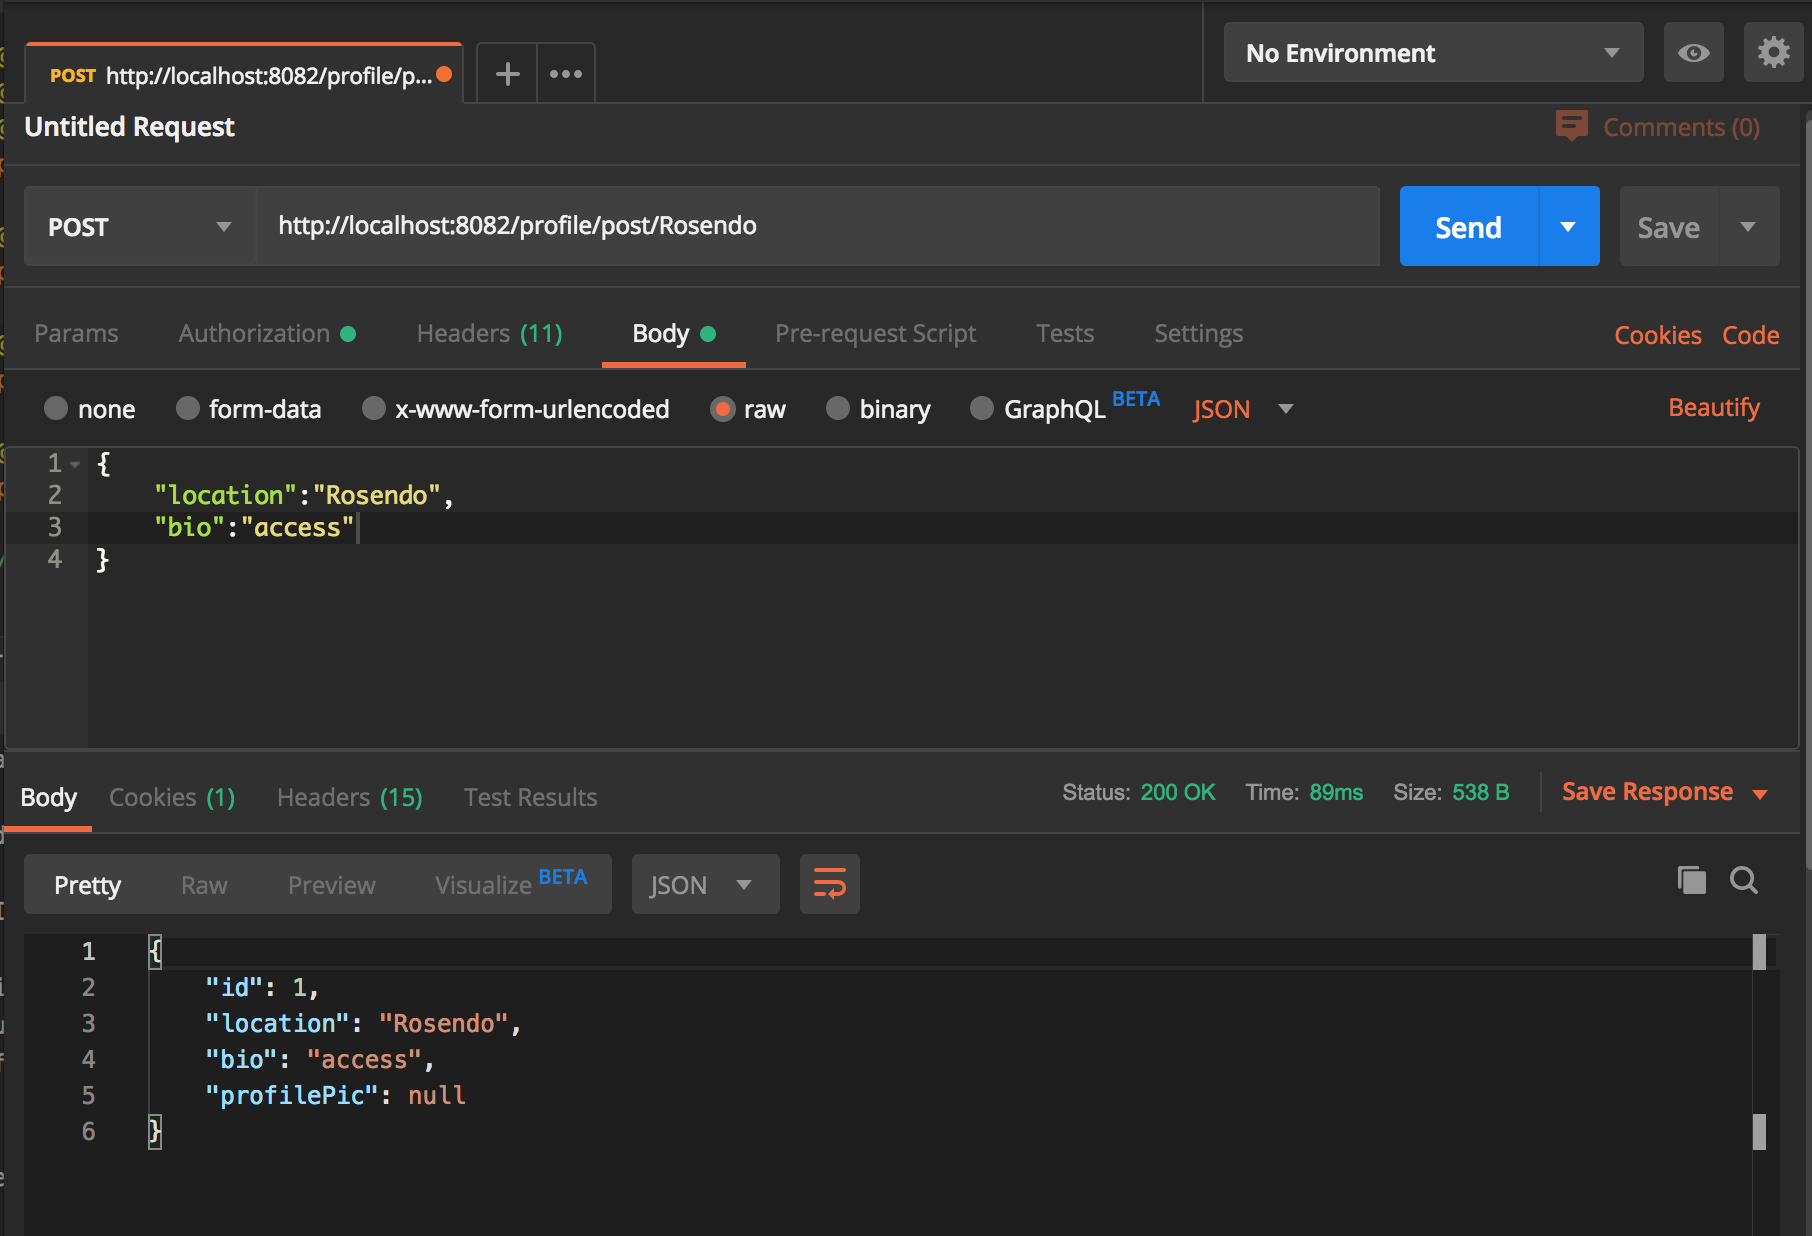 POST http://localhost:8082/profile/p...
No Environment
Untitled Request
Comments (0)
POST http://localhost:8082/profile/post/Rosendo Send Save
Params Authorization Headers (11) Body Pre-request Script Tests Settings Cookies Code
none form-data x-www-form-urlencoded raw binary GraphQL BETA JSON Beautify
1 {
2 "location":"Rosendo",
3 "bio":"access"
4 }
Body Cookies (1) Headers (15) Test Results Status: 200 OK Time: 89ms Size: 538 B Save Response
Pretty Raw Preview Visualize BETA JSON
1 {
2 "id": 1,
3 "location": "Rosendo",
4 "bio": "access",
5 "profilePic": null
6 }